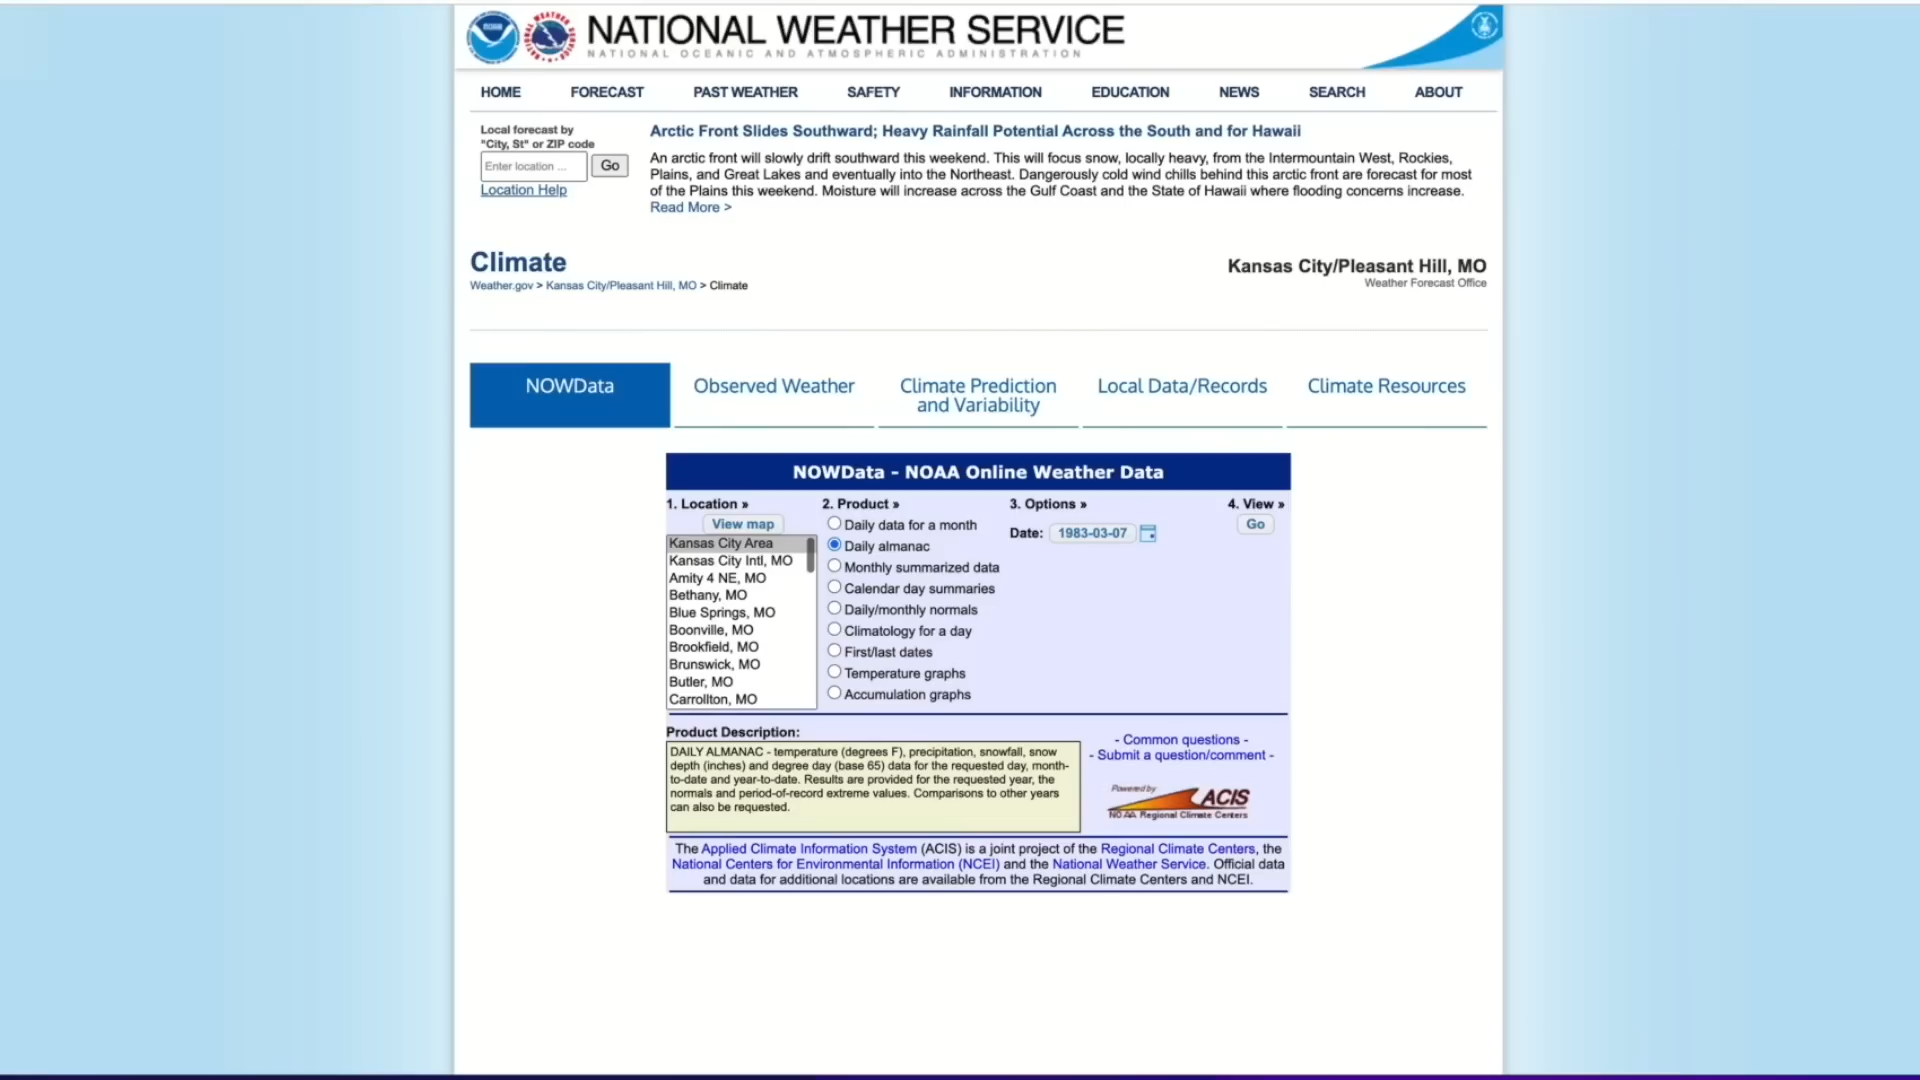 NATIONAL WEATHER SERVICE
NATIONAL OCEANIC AND ATMOSPHERIC ADMINISTRATION
HOME FORECAST PAST WEATHER SAFETY INFORMATION EDUCATION NEWS SEARCH ABOUT
Local forecast by
"City, St" or ZIP code
Enter location ... Go
Location Help
Arctic Front Slides Southward; Heavy Rainfall Potential Across the South and for Hawaii
An arctic front will slowly drift southward this weekend. This will focus snow, locally heavy, from the Intermountain West, Rockies,
Plains, and Great Lakes and eventually into the Northeast. Dangerously cold wind chills behind this arctic front are forecast for most
of the Plains this weekend. Moisture will increase across the Gulf Coast and the State of Hawaii where flooding concerns increase.
Read More >
Climate
Weather.gov > Kansas City/Pleasant Hill, MO > Climate
Kansas City/Pleasant Hill, MO
Weather Forecast Office
NOWData
Observed Weather
Climate Prediction
and Variability
Local Data/Records
Climate Resources
NOWData - NOAA Online Weather Data
1. Location »
View map
Kansas City Area
Kansas City Intl, MO
Amity 4 NE, MO
Bethany, MO
Blue Springs, MO
Boonville, MO
Brookfield, MO
Brunswick, MO
Butler, MO
Carrollton, MO
2. Product »
Daily data for a month
Daily almanac
Monthly summarized data
Calendar day summaries
Daily/monthly normals
Climatology for a day
First/last dates
Temperature graphs
Accumulation graphs
3. Options »
Date: 1983-03-07
4. View »
Go
Product Description:
DAILY ALMANAC - temperature (degrees F), precipitation, snowfall, snow
depth (inches) and degree day (base 65) data for the requested day, month-
to-date and year-to-date. Results are provided for the requested year, the
normals and period-of-record extreme values. Comparisons to other years
can also be requested.
- Common questions -
- Submit a question/comment -
Powered by
ACIS
NOAA Regional Climate Centers
The Applied Climate Information System (ACIS) is a joint project of the Regional Climate Centers, the
National Centers for Environmental Information (NCEI) and the National Weather Service. Official data
and data for additional locations are available from the Regional Climate Centers and NCEI.